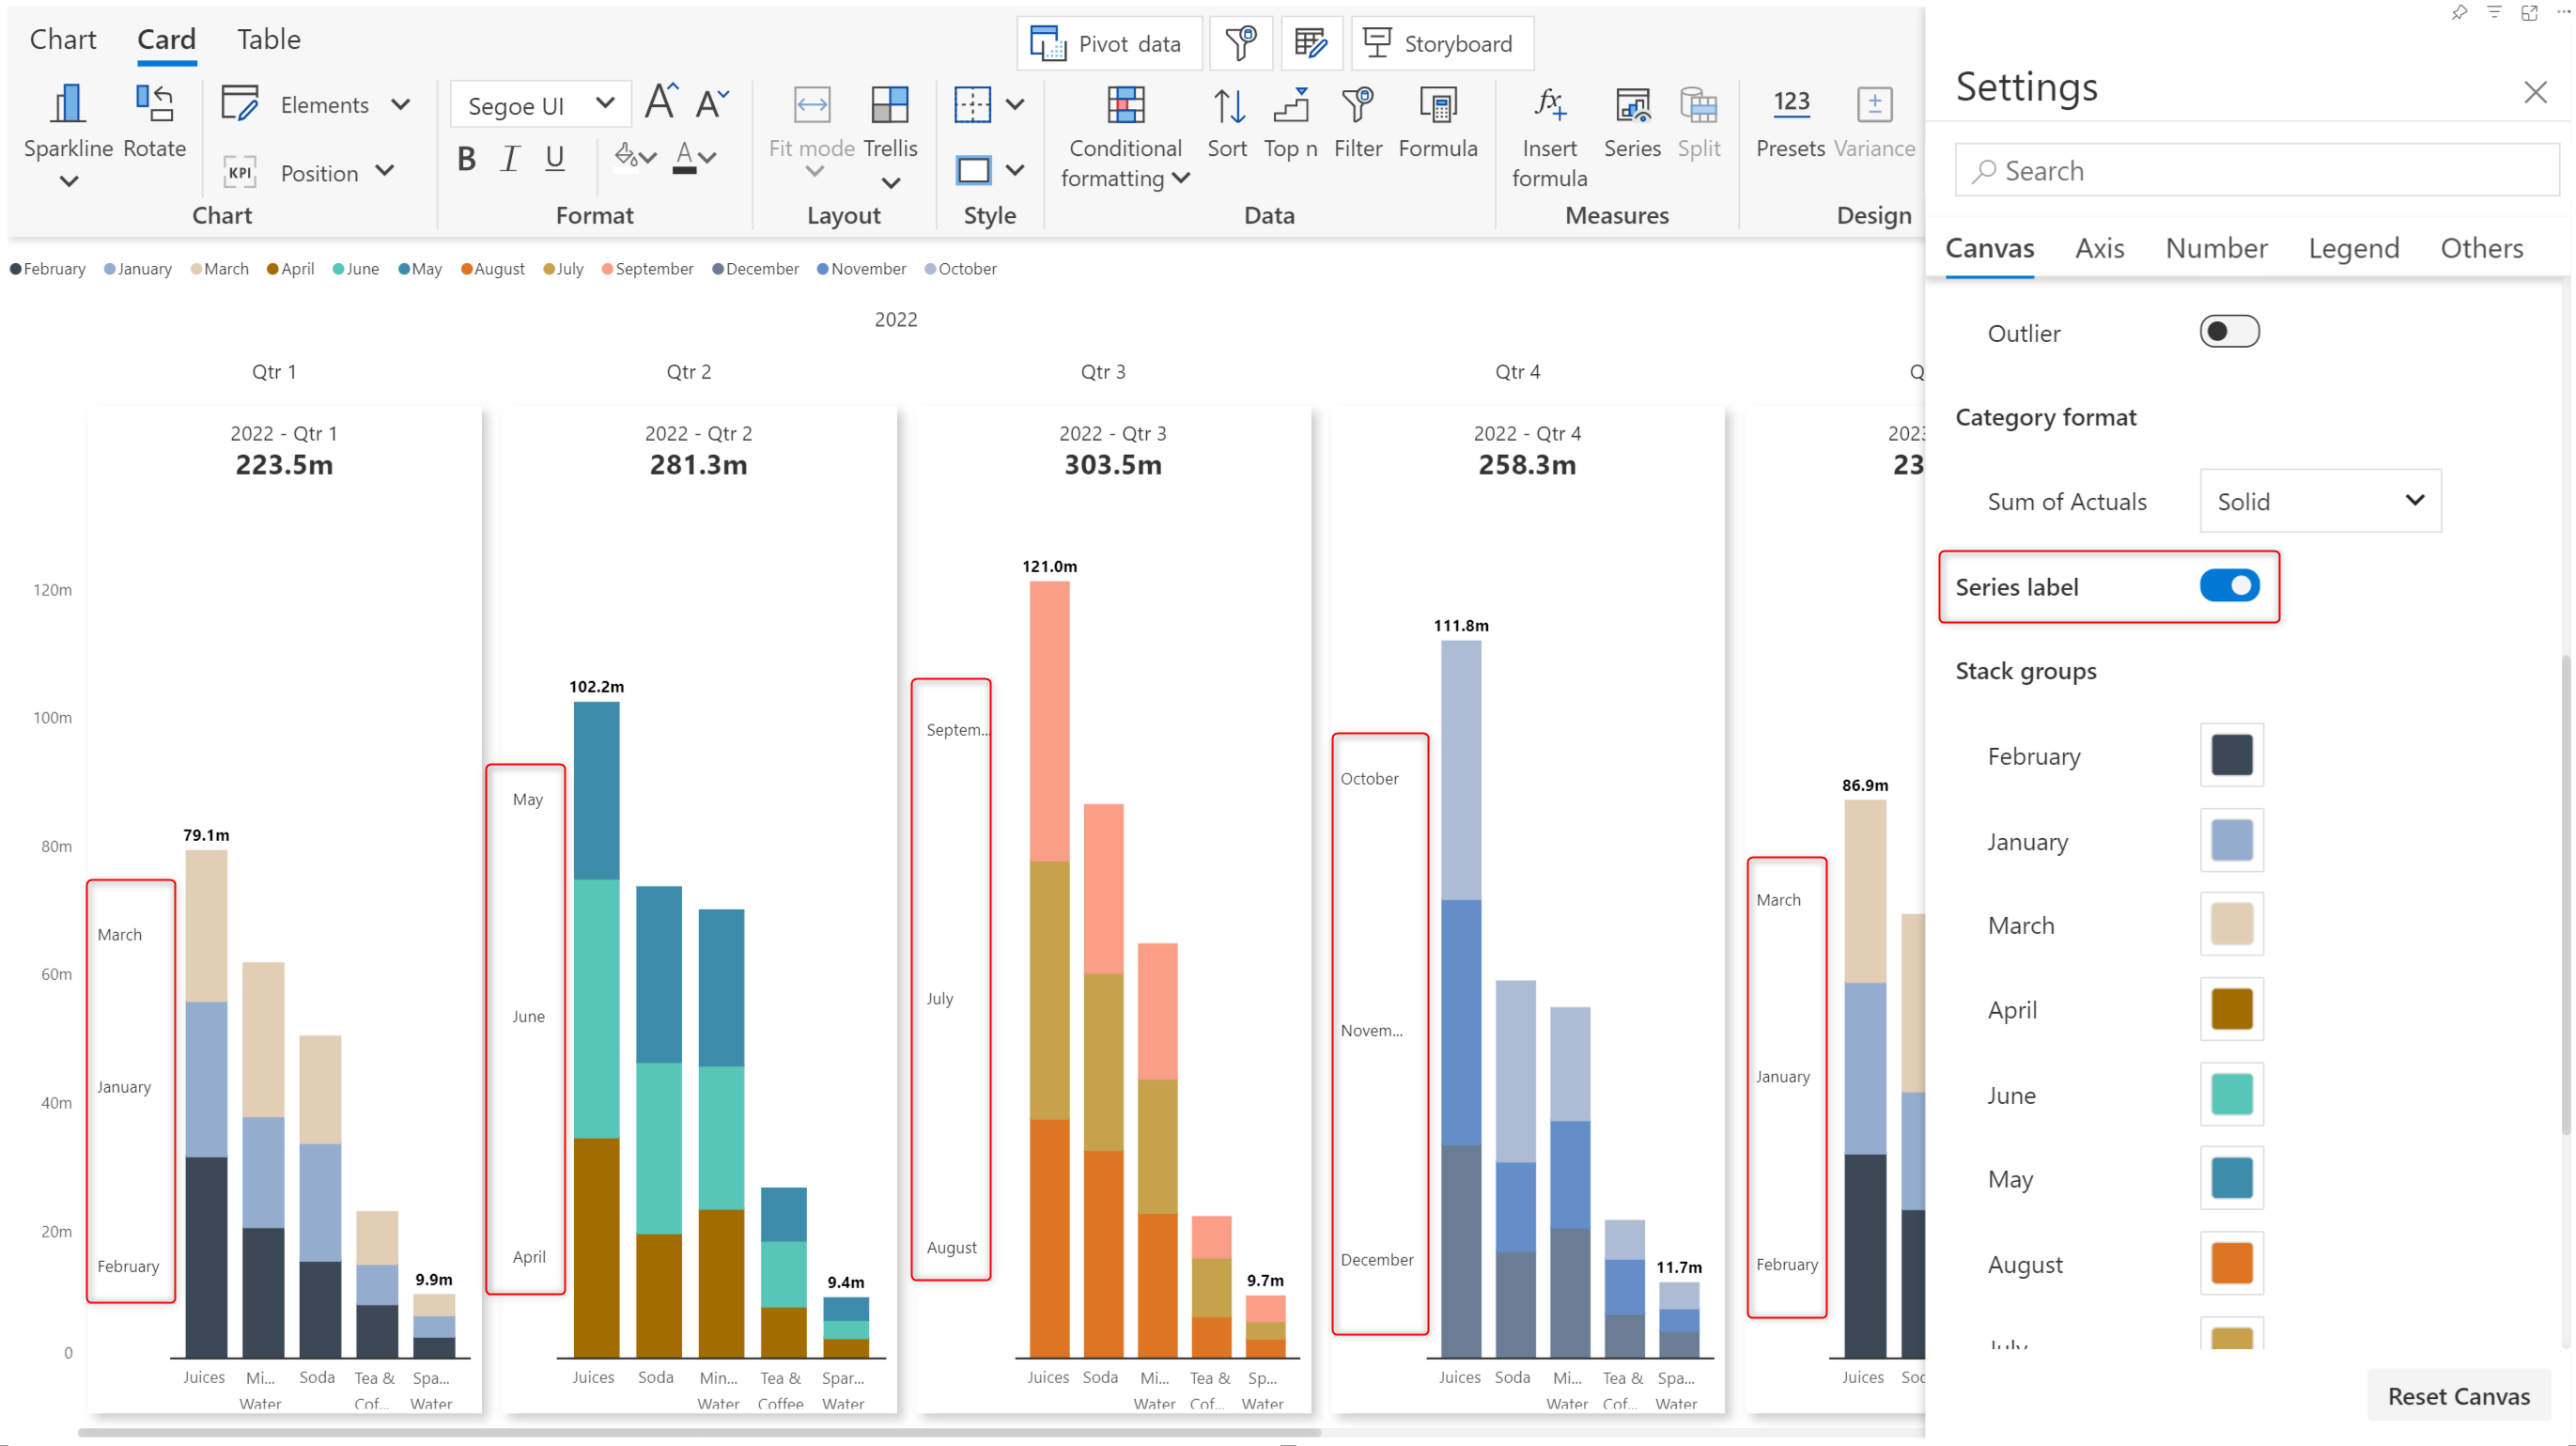 Chart Card Table
Pivot data Storyboard
Sparkline Rotate
Elements
KPI Position
Chart
Segoe UI A A
B I U A
Format
Fit mode Trellis
Layout
Style
Conditional formatting
Sort Top n Filter Formula
Data
fx Insert formula
Series Split
Measures
123 Presets Variance
Design
February January March April June May August July September December November October
2022
Qtr 1 Qtr 2 Qtr 3 Qtr 4 Q
2022 - Qtr 1
223.5m
2022 - Qtr 2
281.3m
2022 - Qtr 3
303.5m
2022 - Qtr 4
258.3m
2023
23
120m
100m
80m
60m
40m
20m
0
79.1m
March
January
February
9.9m
Juices Mi... Water Soda Tea & Cof... Spa... Water
102.2m
May
June
April
9.4m
Juices Soda Min... Water Tea & Coffee Spar... Water
121.0m
Septem...
July
August
9.7m
Juices Soda Mi... Water Tea & Cof... Sp... Water
111.8m
October
Novem...
December
11.7m
Juices Soda Mi... Water Tea & Cof... Spa... Water
86.9m
March
January
February
Juices Soc
Settings
Search
Canvas Axis Number Legend Others
Outlier
Category format
Sum of Actuals Solid
Series label
Stack groups
February
January
March
April
June
May
August
July
Reset Canvas